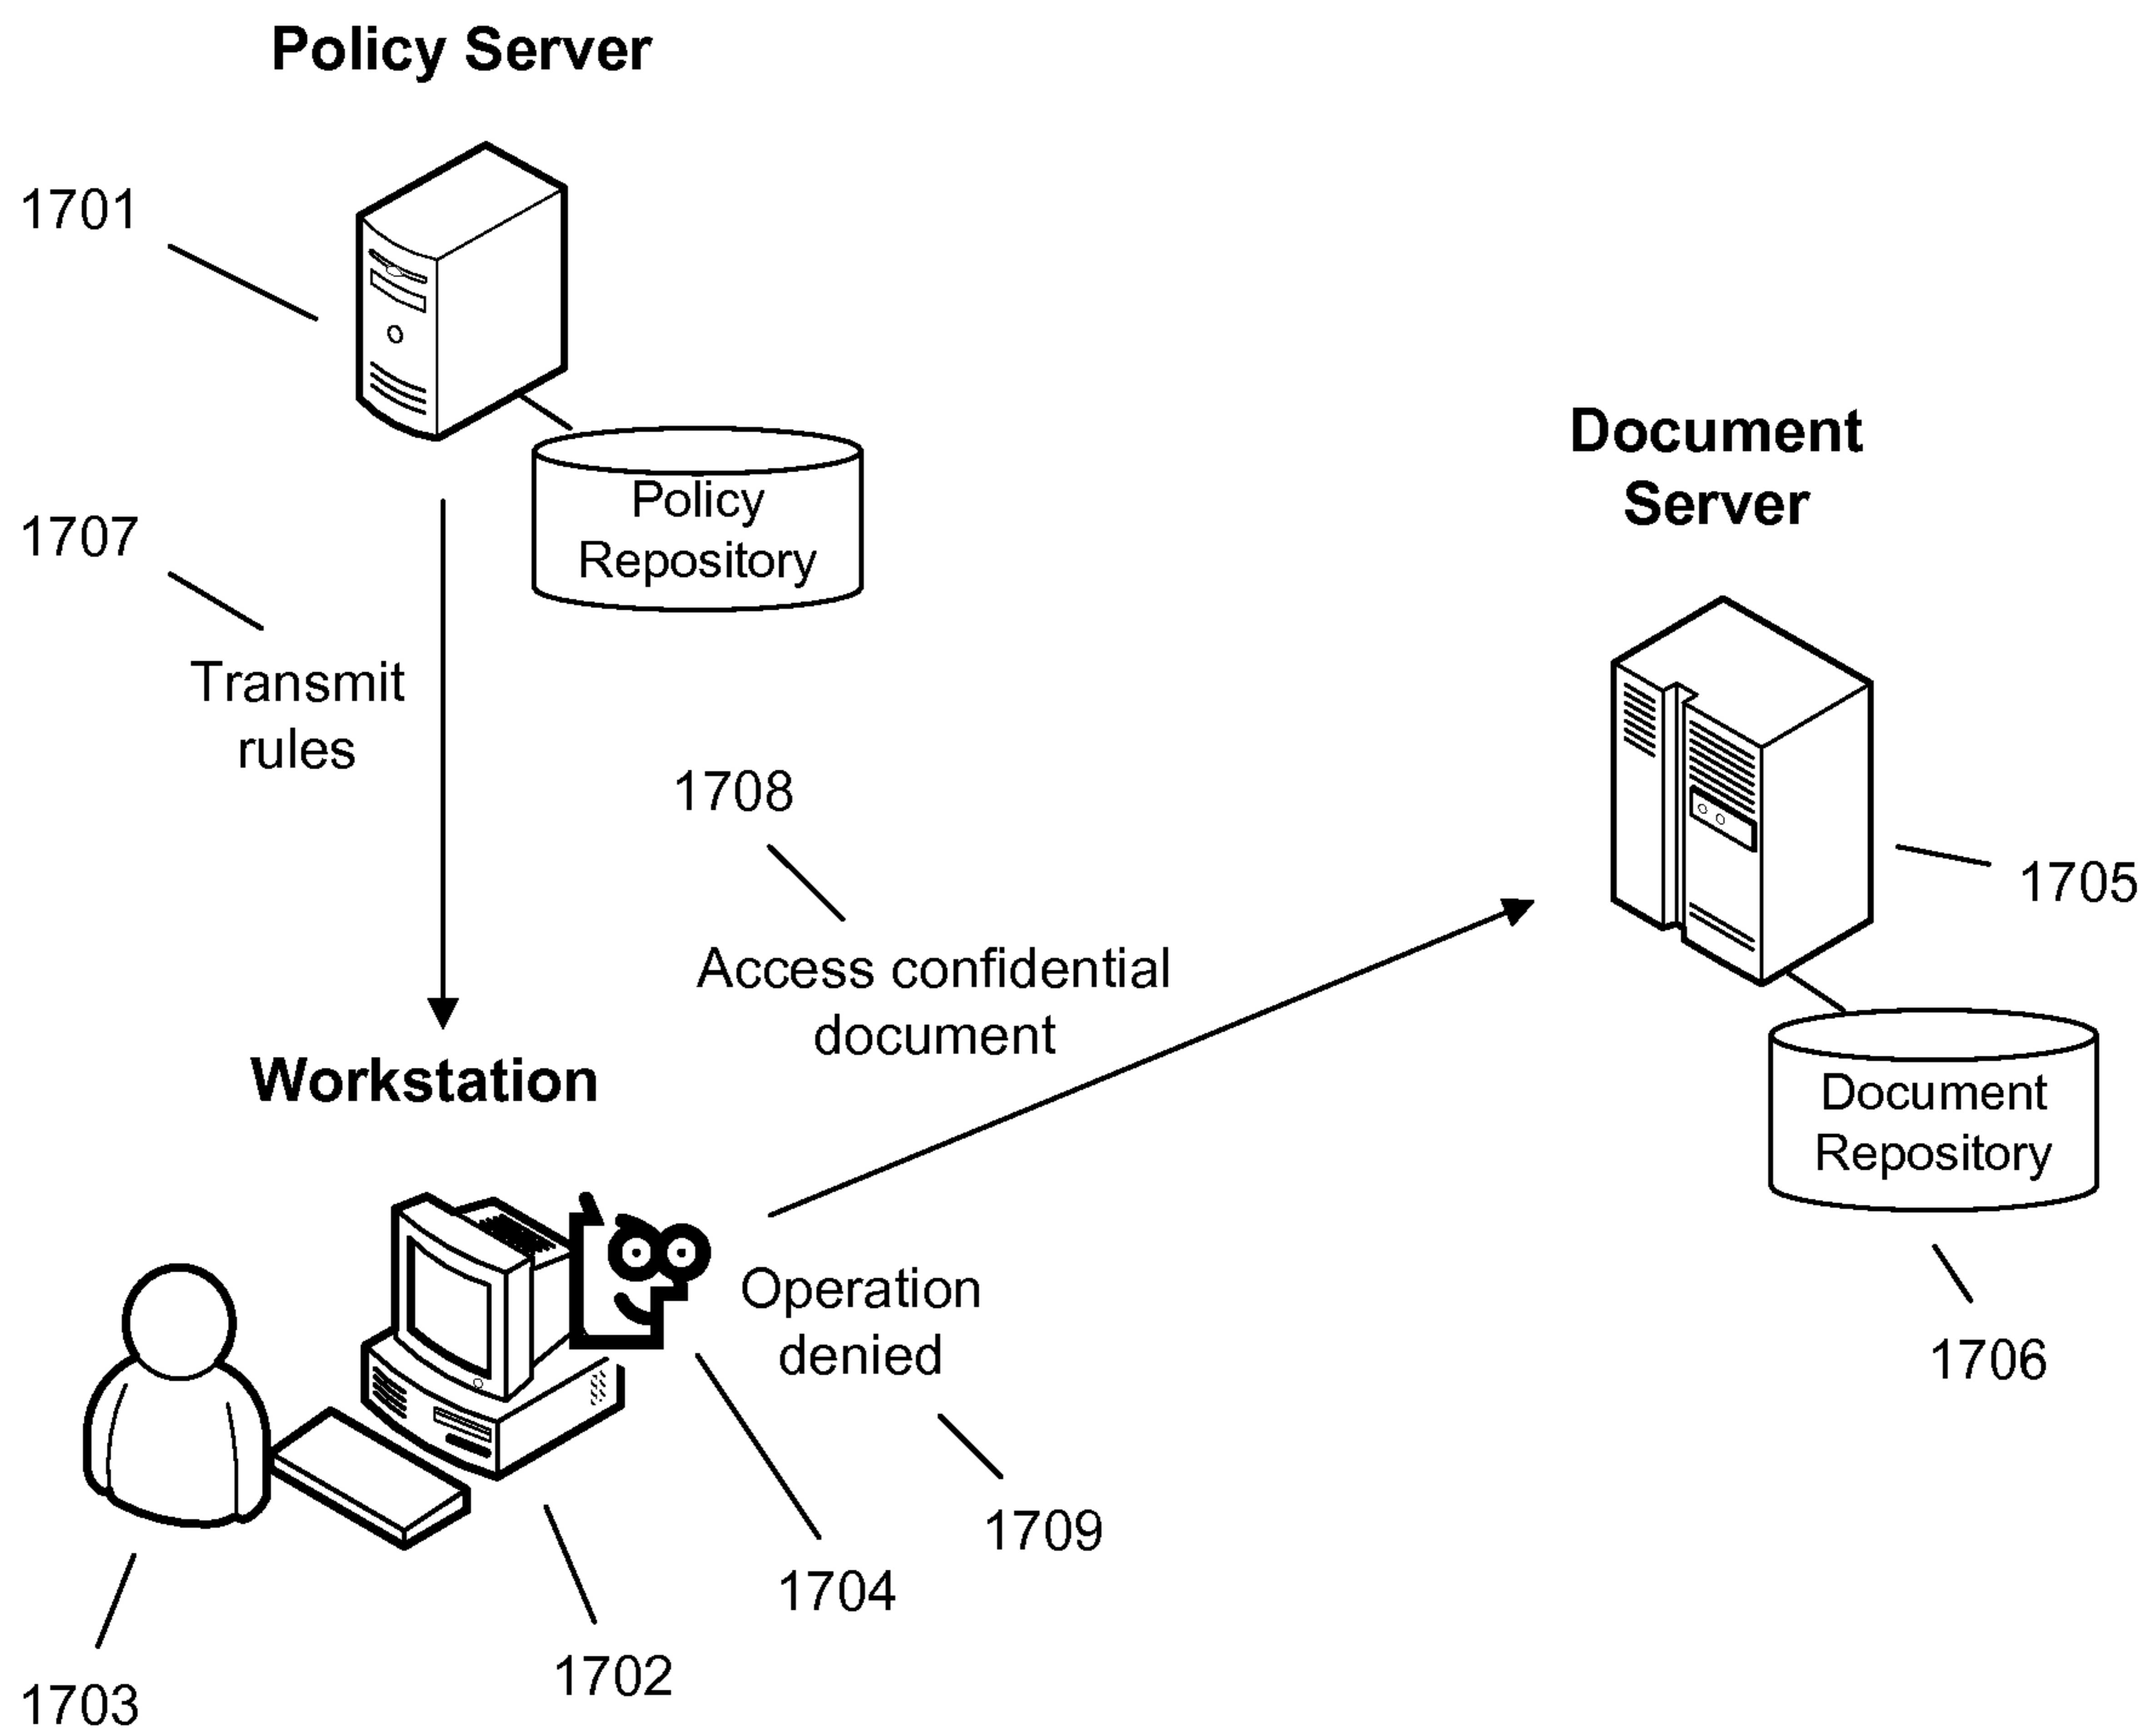 Policy Server
1701
Policy
Repository
1707
Transmit
rules
Document
Server
1708
1705
Access confidential
document
Workstation
Document
Repository
Operation
denied
1706
1709
1704
1702
1703